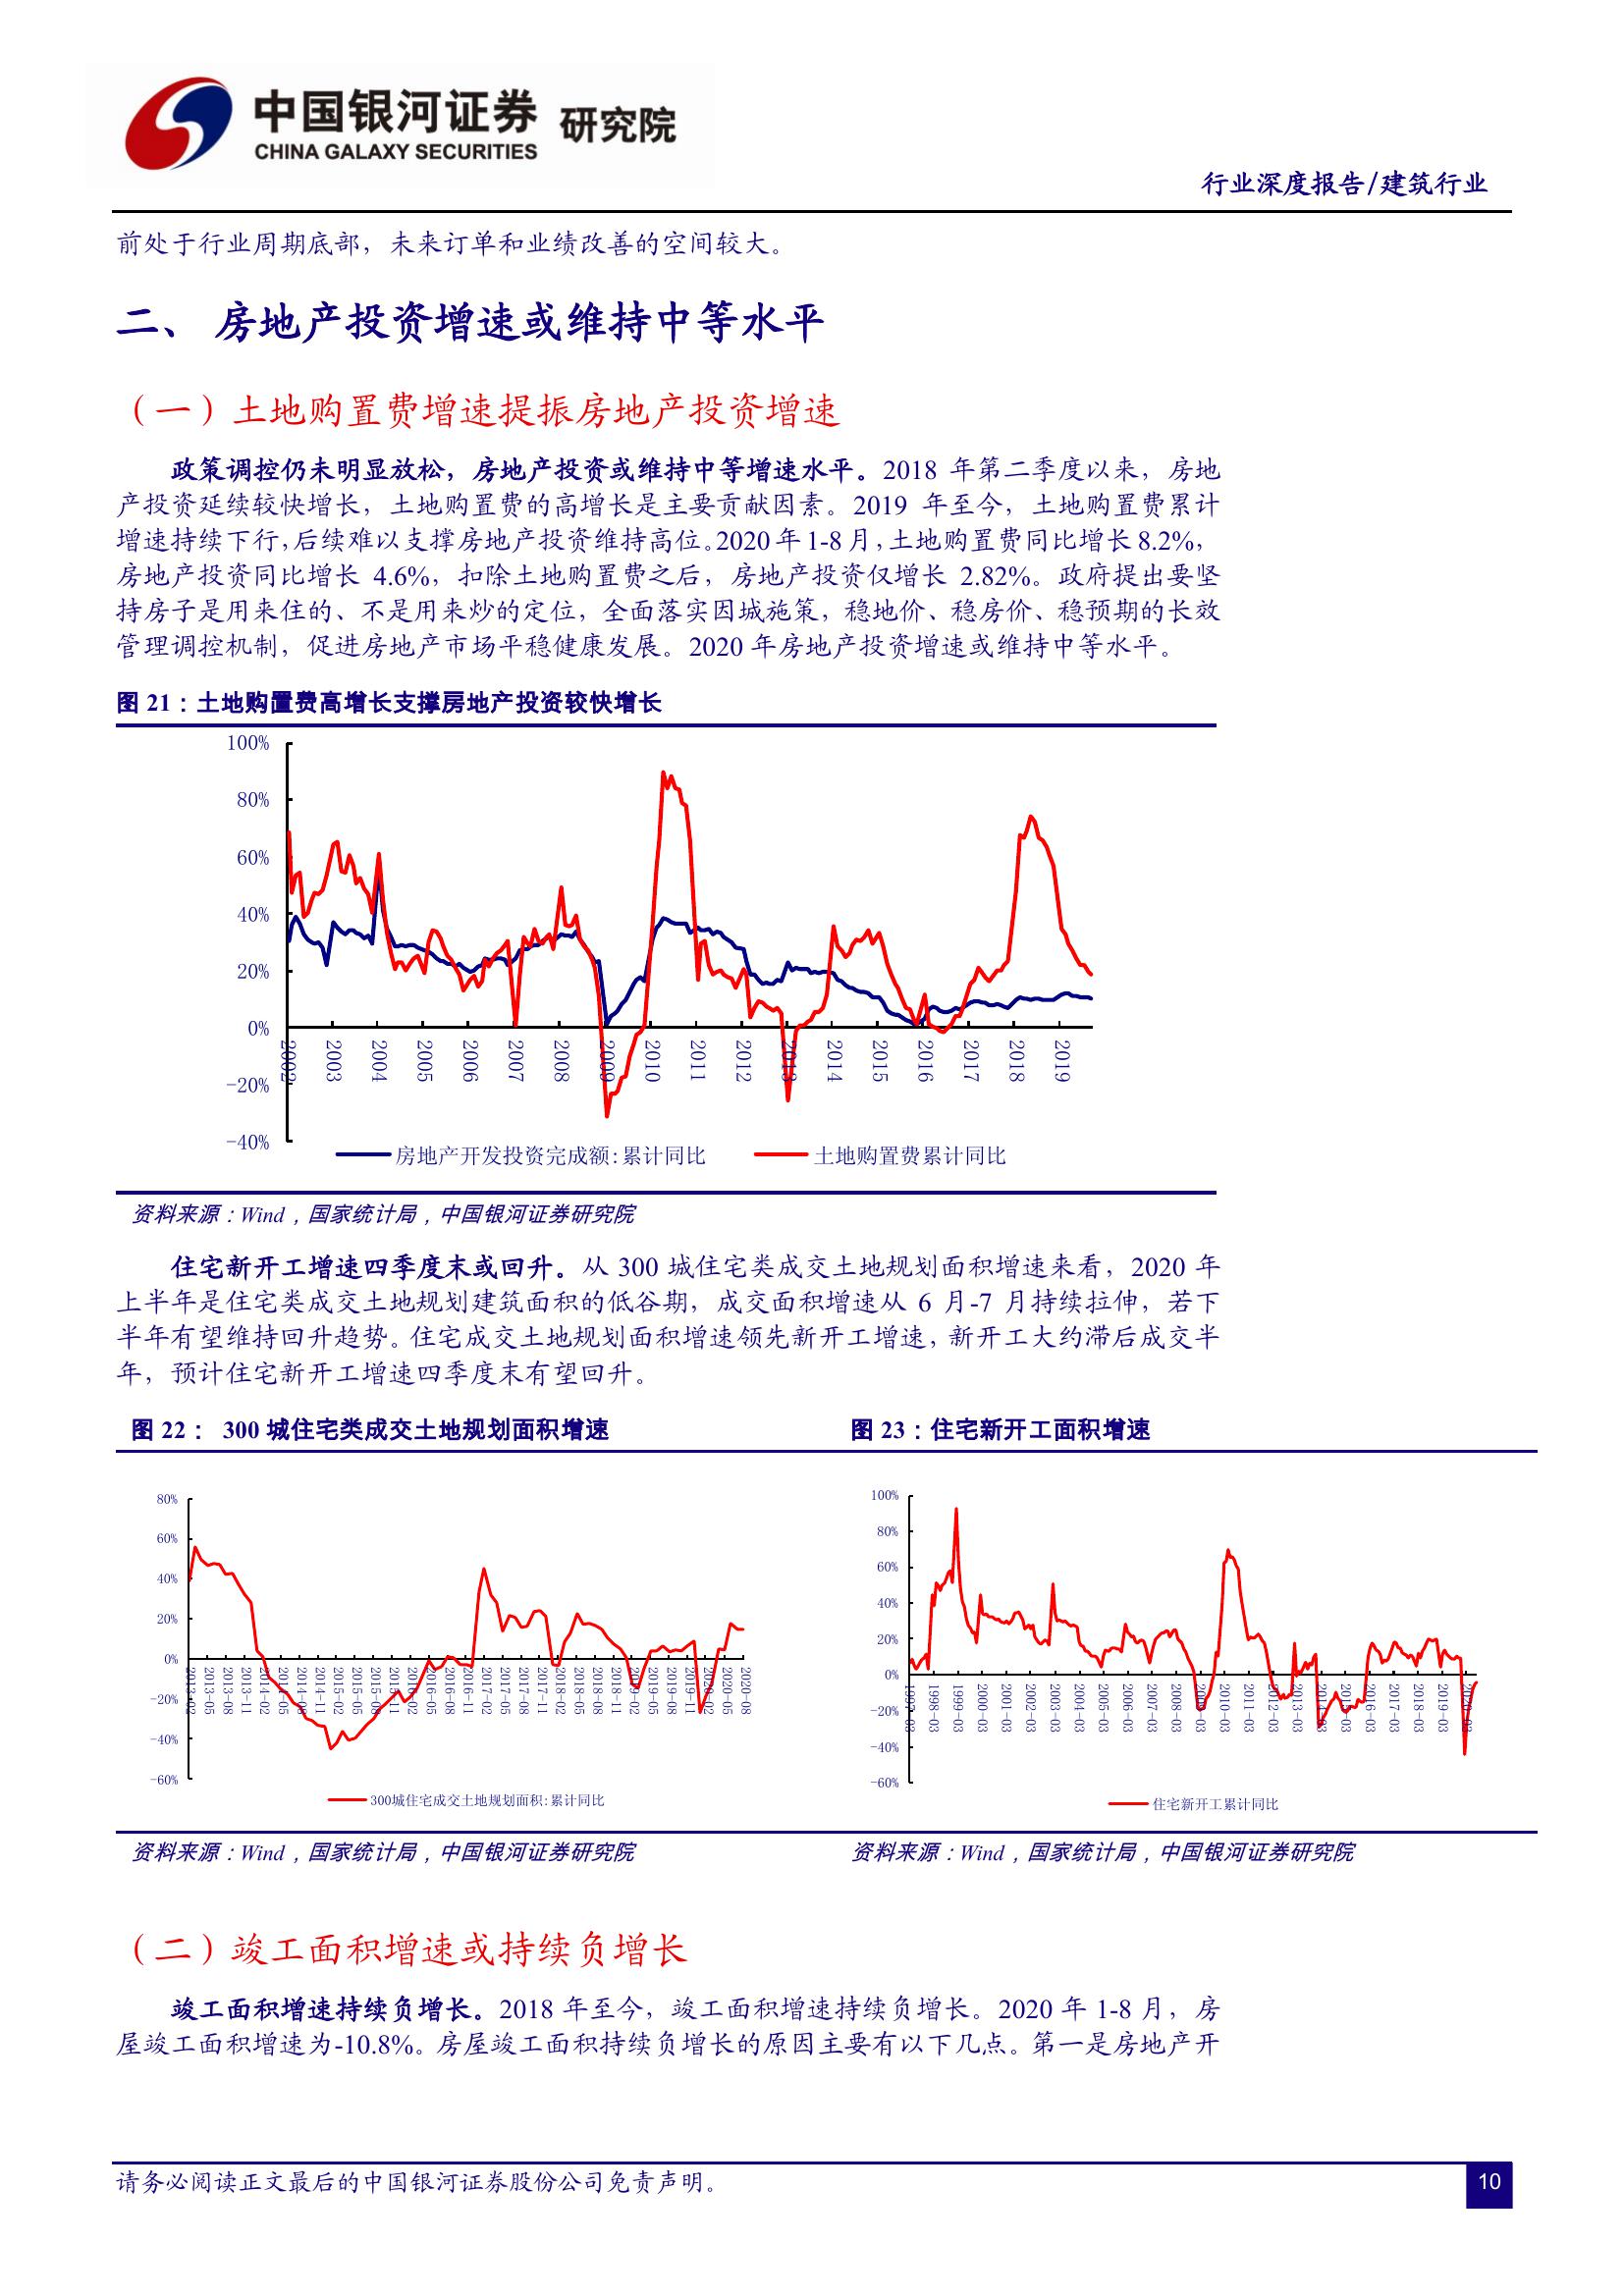 中国银河证券 研究院
CHINA GALAXY SECURITIES
行业深度报告/建筑行业
前处于行业周期底部，未来订单和业绩改善的空间较大。
二、 房地产投资增速或维持中等水平
（一）土地购置费增速提振房地产投资增速
政策调控仍未明显放松，房地产投资或维持中等增速水平。2018 年第二季度以来，房地
产投资延续较快增长，土地购置费的高增长是主要贡献因素。2019 年至今，土地购置费累计
增速持续下行，后续难以支撑房地产投资维持高位。2020 年 1-8 月，土地购置费同比增长 8.2%，
房地产投资同比增长 4.6%，扣除土地购置费之后，房地产投资仅增长 2.82%。政府提出要坚
持房子是用来住的、不是用来炒的定位，全面落实因城施策，稳地价、稳房价、稳预期的长效
管理调控机制，促进房地产市场平稳健康发展。2020 年房地产投资增速或维持中等水平。
图 21：土地购置费高增长支撑房地产投资较快增长
100%
80%
60%
40%
20%
0%
-20%
-40%
2002 2003 2004 2005 2006 2007 2008 2009 2010 2011 2012 2013 2014 2015 2016 2017 2018 2019
房地产开发投资完成额:累计同比 土地购置费累计同比
资料来源：Wind，国家统计局，中国银河证券研究院
住宅新开工增速四季度末或回升。从 300 城住宅类成交土地规划面积增速来看，2020 年
上半年是住宅类成交土地规划建筑面积的低谷期，成交面积增速从 6 月-7 月持续拉伸，若下
半年有望维持回升趋势。住宅成交土地规划面积增速领先新开工增速，新开工大约滞后成交半
年，预计住宅新开工增速四季度末有望回升。
图 22： 300 城住宅类成交土地规划面积增速
80%
60%
40%
20%
0%
-20%
-40%
-60%
2013-02 2013-05 2013-08 2013-11 2014-02 2014-05 2014-08 2014-11 2015-02 2015-05 2015-08 2015-11 2016-02 2016-05 2016-08 2016-11 2017-02 2017-05 2017-08 2017-11 2018-02 2018-05 2018-08 2018-11 2019-02 2019-05 2019-08 2019-11 2020-02 2020-05 2020-08
300城住宅成交土地规划面积:累计同比
资料来源：Wind，国家统计局，中国银河证券研究院
图 23：住宅新开工面积增速
100%
80%
60%
40%
20%
0%
-20%
-40%
-60%
1997-03 1998-03 1999-03 2000-03 2001-03 2002-03 2003-03 2004-03 2005-03 2006-03 2007-03 2008-03 2009-03 2010-03 2011-03 2012-03 2013-03 2014-03 2015-03 2016-03 2017-03 2018-03 2019-03 2020-03
住宅新开工累计同比
资料来源：Wind，国家统计局，中国银河证券研究院
（二）竣工面积增速或持续负增长
竣工面积增速持续负增长。2018 年至今，竣工面积增速持续负增长。2020 年 1-8 月，房
屋竣工面积增速为-10.8%。房屋竣工面积持续负增长的原因主要有以下几点。第一是房地产开
请务必阅读正文最后的中国银河证券股份公司免责声明。
10